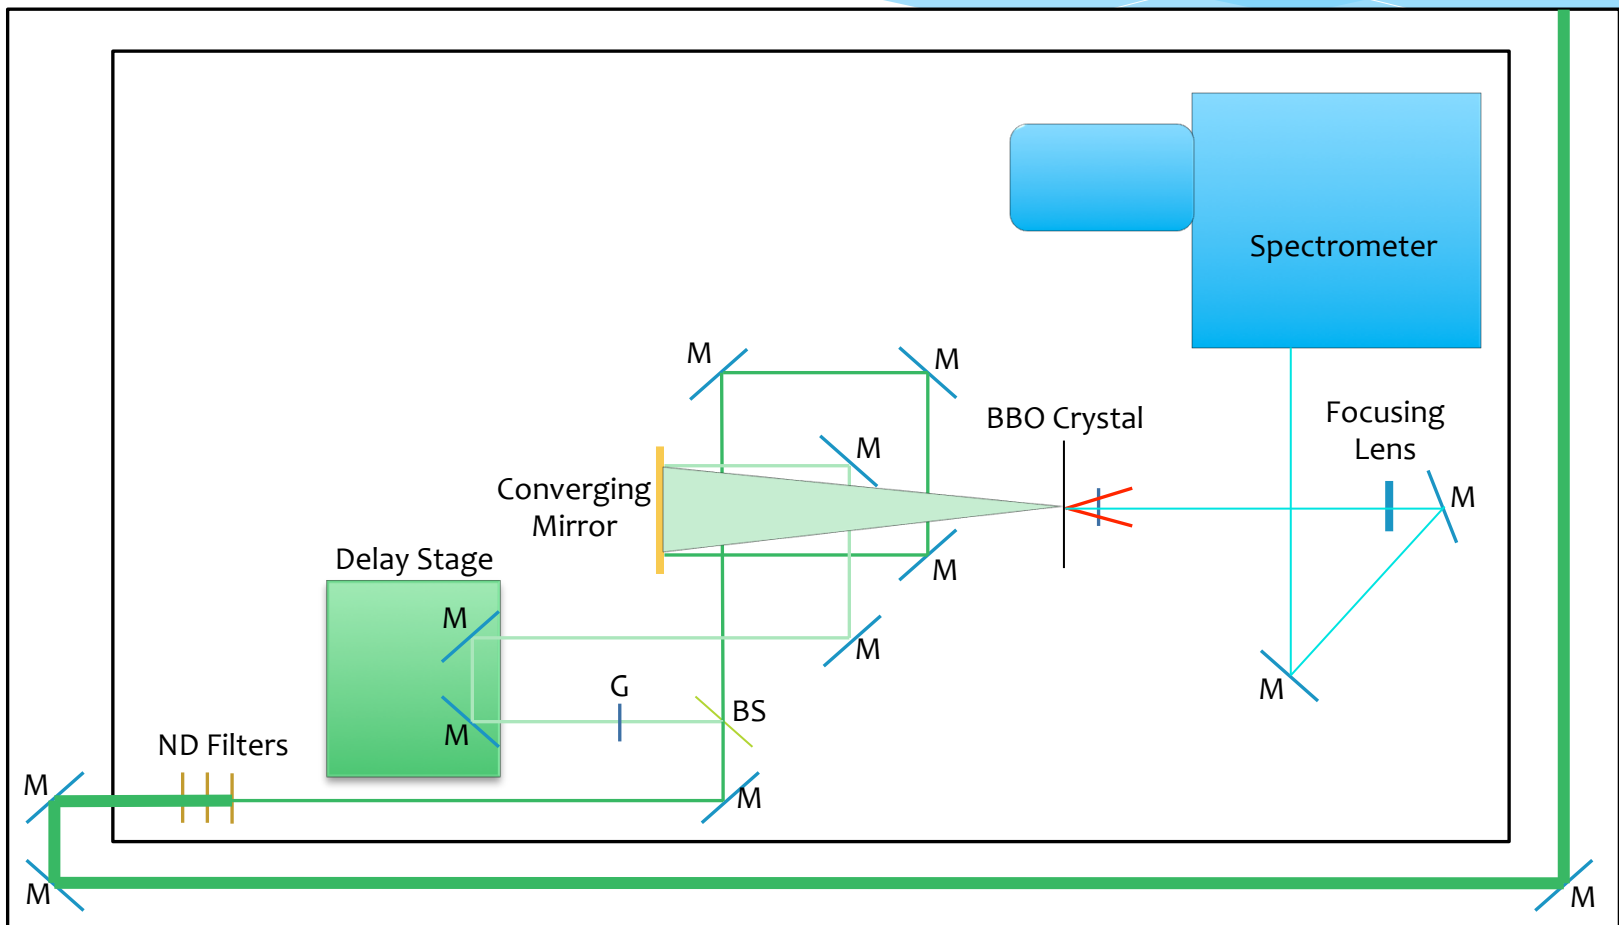 Spectrometer
M
M
BBO Crystal
Focusing
Lens
M
Converging
Mirror
M
Delay Stage
M
M
M
M
G
BS
M
ND Filters
M
M
M
M